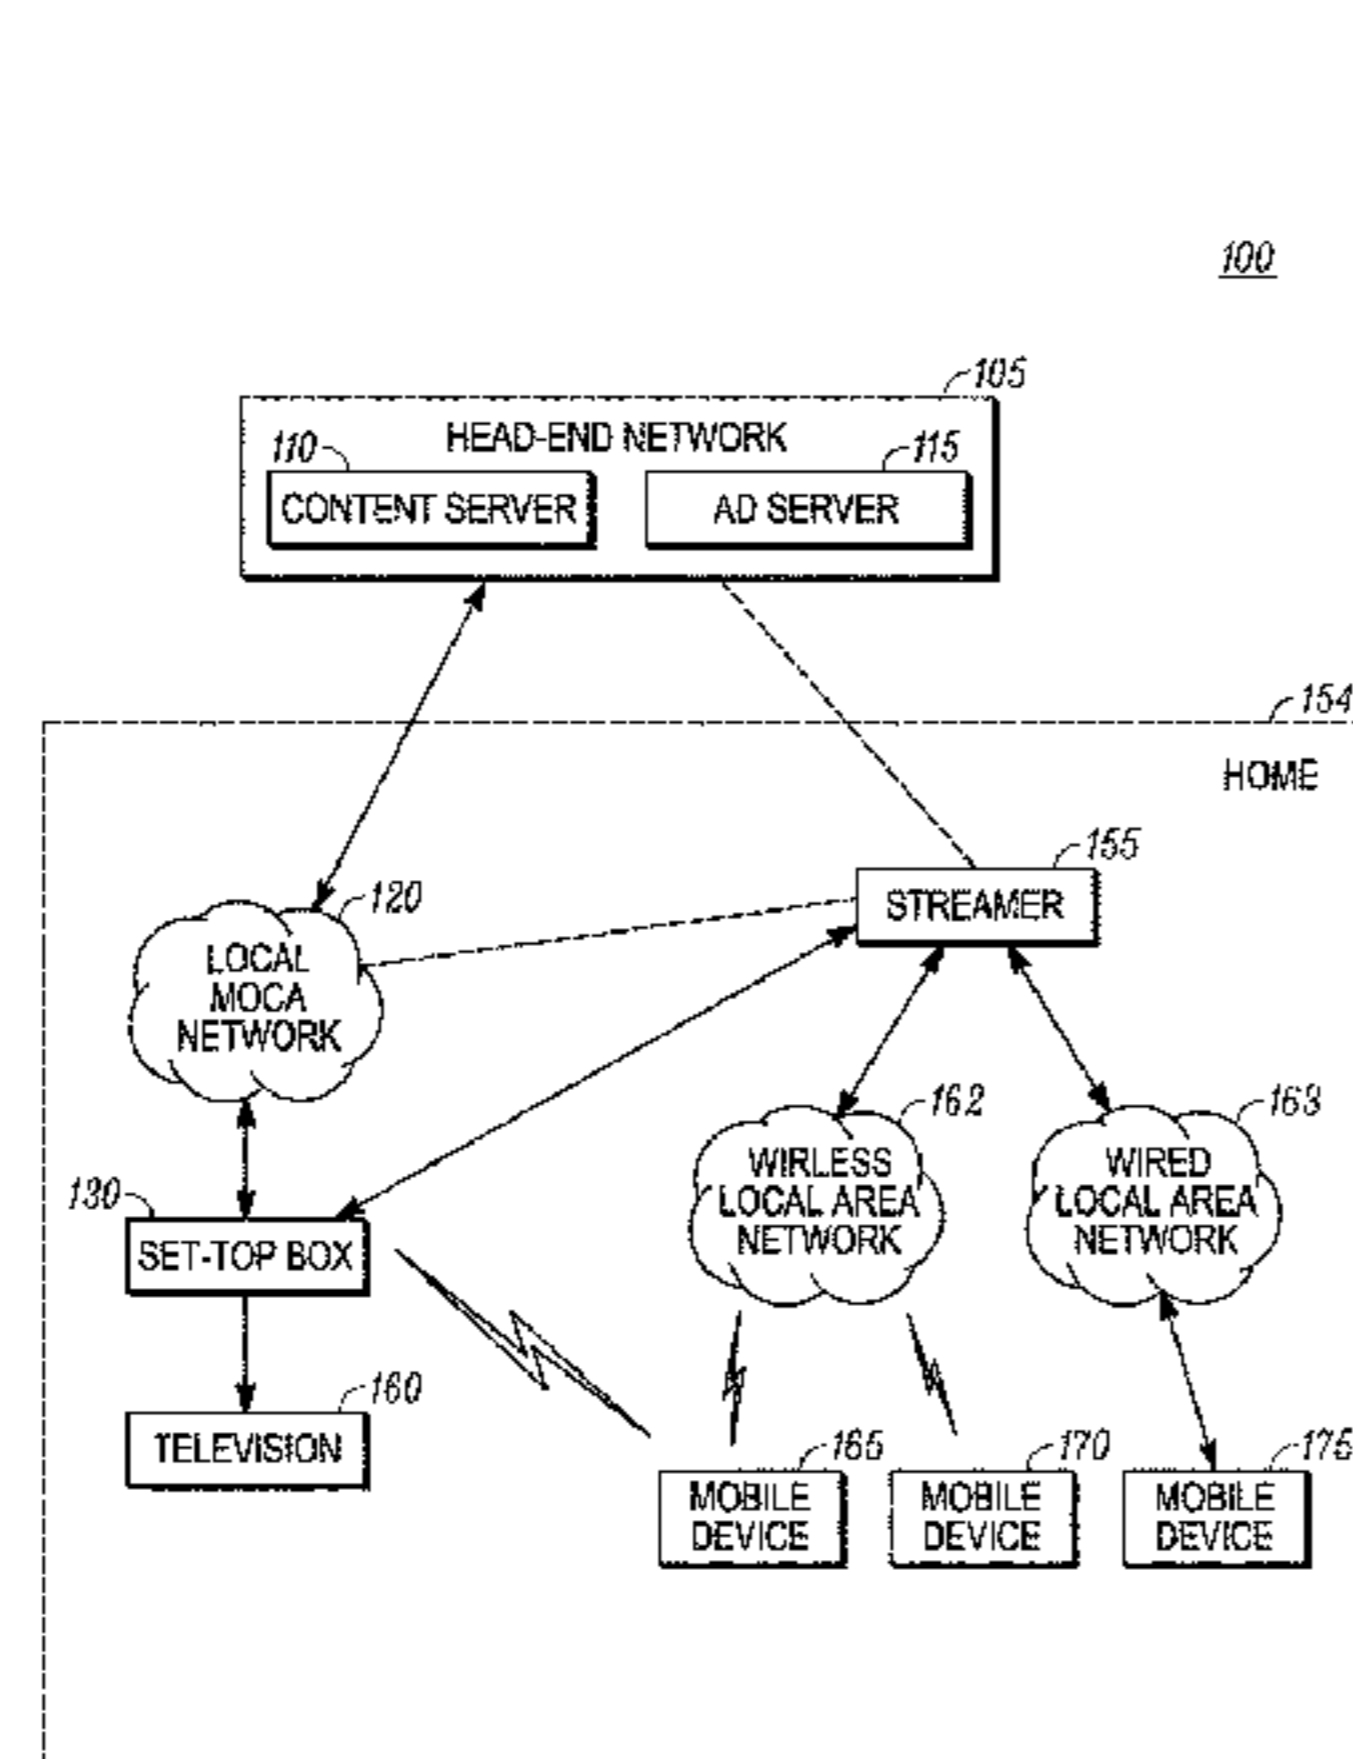 100
105
HEAD-END NETWORK
110
115
CONTENT SERVER
AD SERVER
154
HOME
155
STREAMER
120
LOCAL
MOCA
NETWORK
162
163
WIRLESS
LOCAL AREA
NETWORK
WIRED
LOCAL AREA
NETWORK
130
SET-TOP BOX
160
TELEVISION
165
170
175
MOBILE
DEVICE
MOBILE
DEVICE
MOBILE
DEVICE